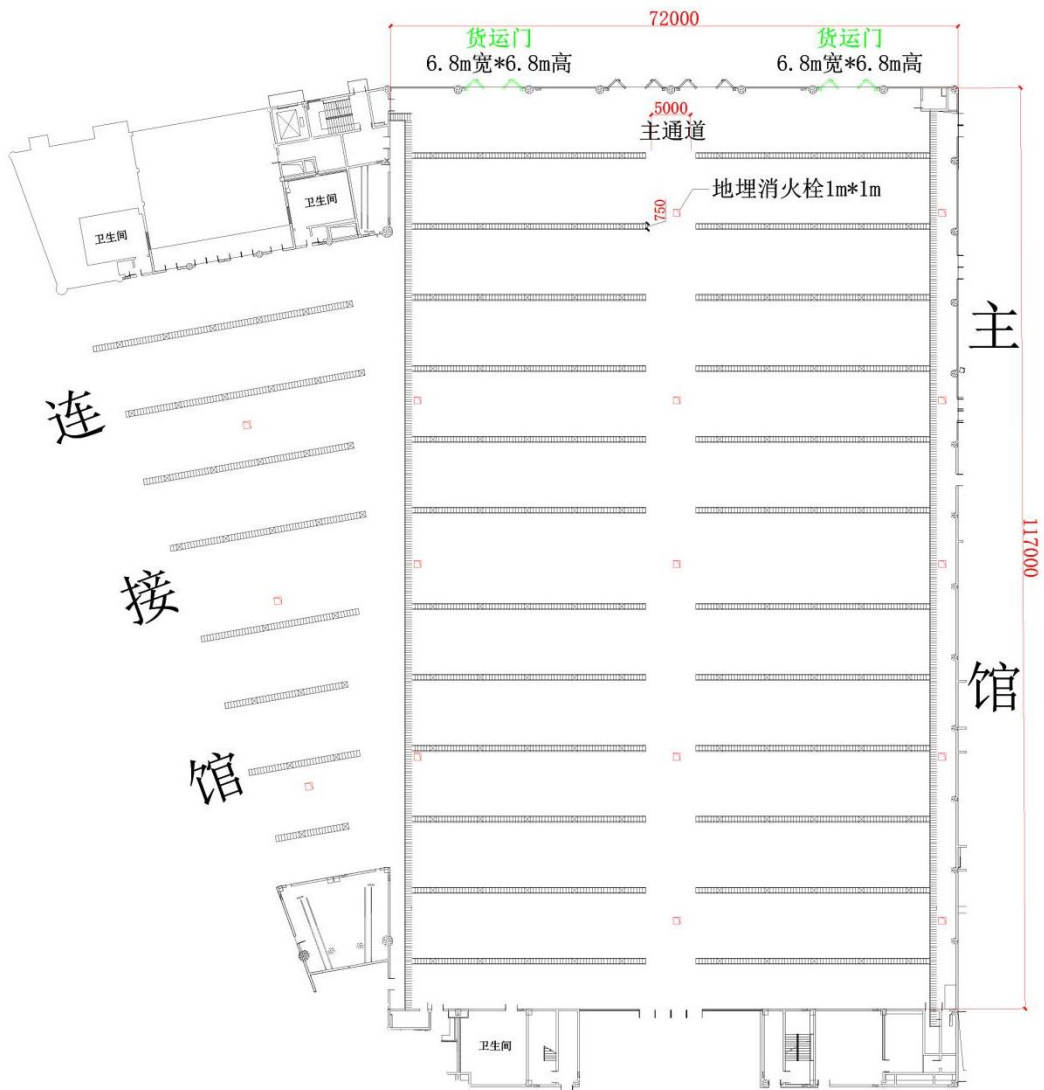 72000
货运门
6.8m宽*6.8m高
货运门
6.8m宽*6.8m高
5000
主通道
地埋消火栓1m*1m
750
卫生间
卫生间
主
馆
117000
连
接
馆
卫生间